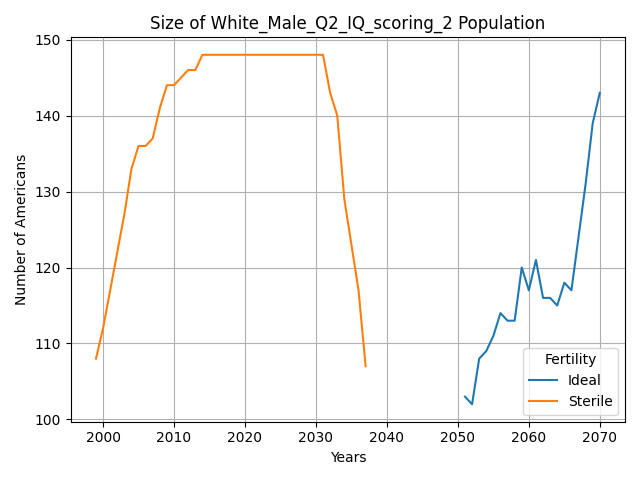 Size of White_Male_Q2_IQ_scoring_2 Population
Number of Americans
150
140
130
120
110
100
2000 2010 2020 2030 2040 2050 2060 2070
Years
Fertility
Ideal
Sterile